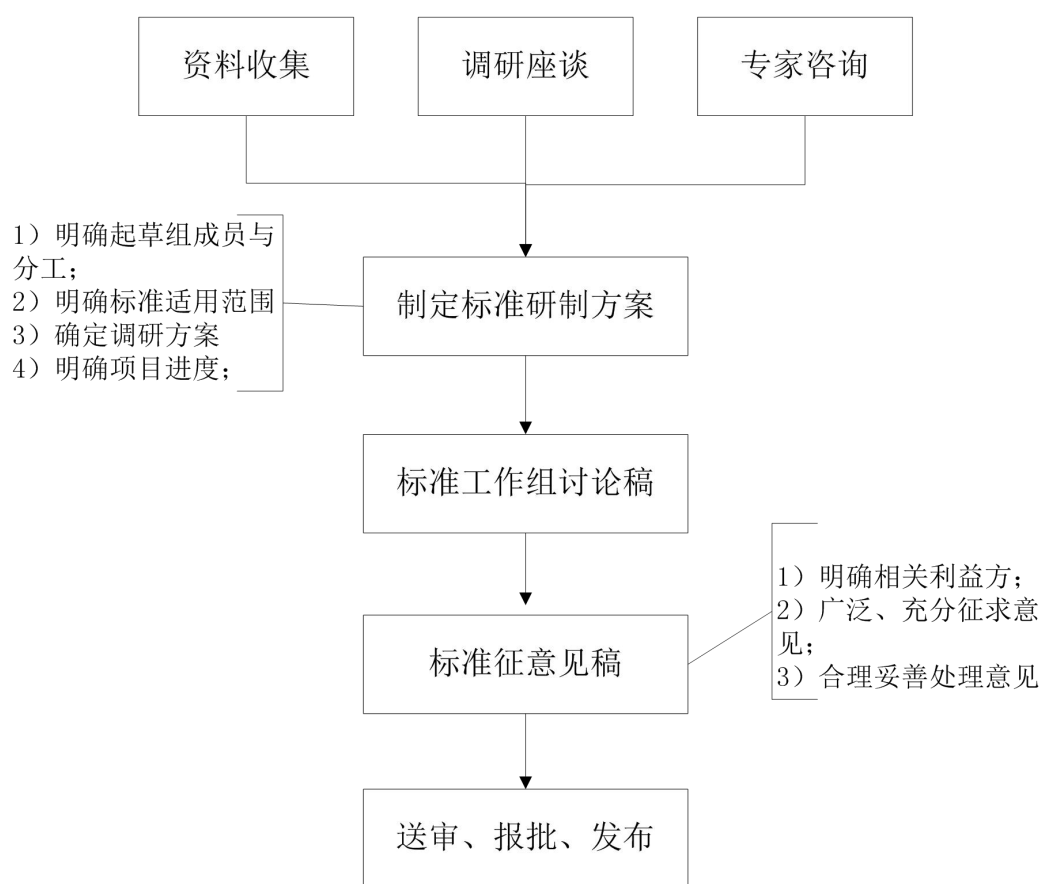 资料收集
调研座谈
专家咨询
1）明确起草组成员与
分工；
2）明确标准适用范围
3）确定调研方案
4）明确项目进度；
制定标准研制方案
标准工作组讨论稿
标准征意见稿
1）明确相关利益方；
2）广泛、充分征求意
见；
3）合理妥善处理意见
送审、报批、发布